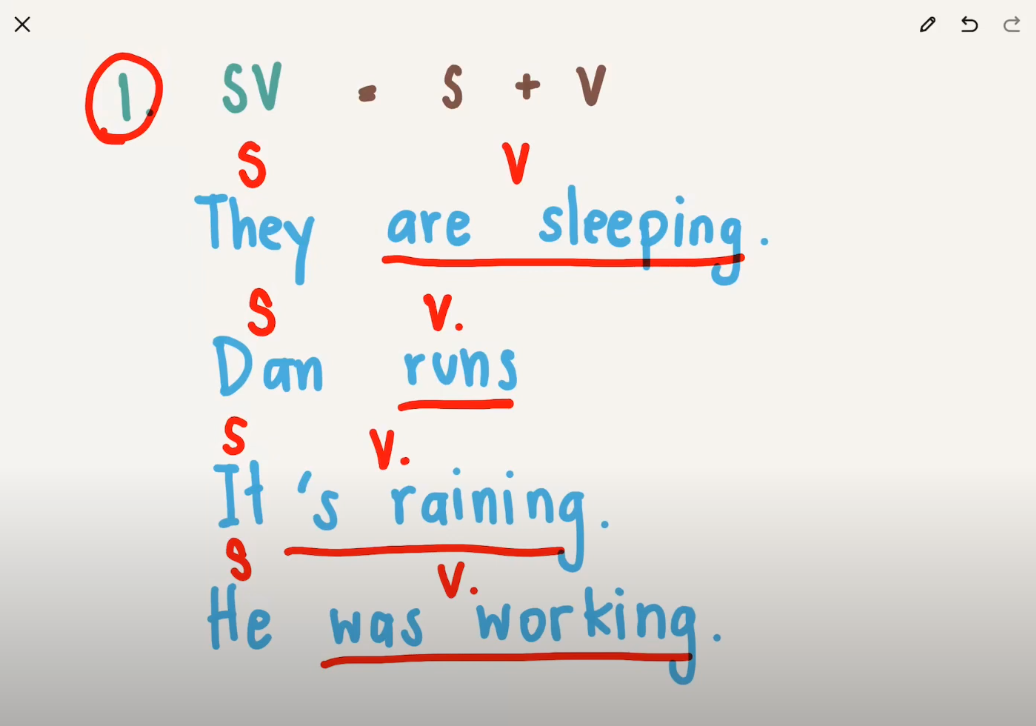 1. SV = S + V
S V
They are sleeping.
S V.
Dan runs
S V.
It's raining.
S V.
He was working.